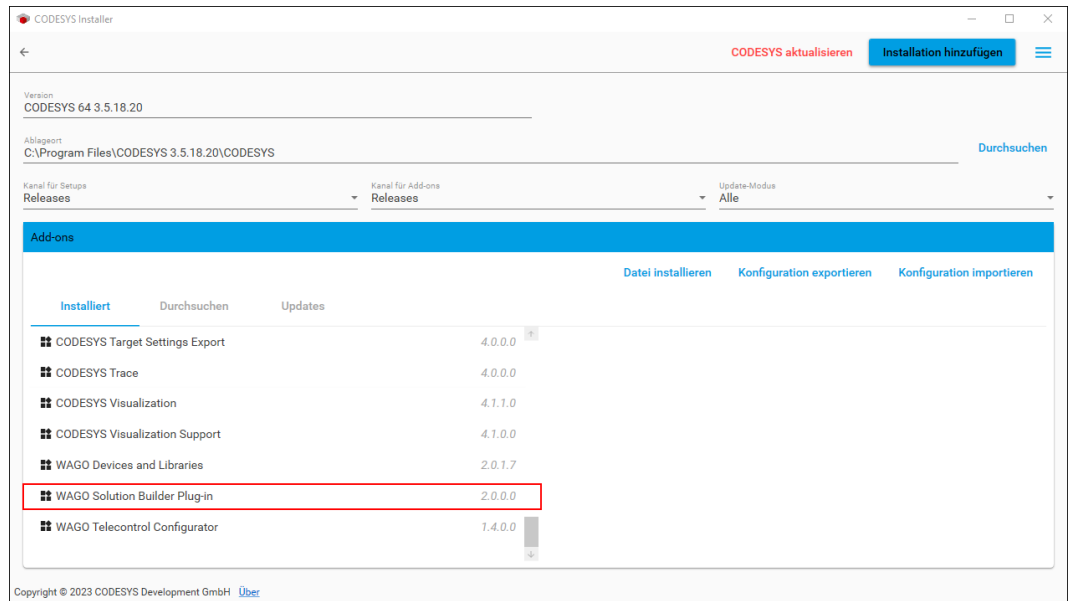 CODESYS Installer
CODESYS aktualisieren Installation hinzufügen
Version
CODESYS 64 3.5.18.20
Ablageort
C:\Program Files\CODESYS 3.5.18.20\CODESYS Durchsuchen
Kanal für Setups Kanal für Add-ons Update-Modus
Releases Releases Alle
Add-ons
Datei installieren Konfiguration exportieren Konfiguration importieren
Installiert Durchsuchen Updates
CODESYS Target Settings Export 4.0.0.0
CODESYS Trace 4.0.0.0
CODESYS Visualization 4.1.1.0
CODESYS Visualization Support 4.1.0.0
WAGO Devices and Libraries 2.0.1.7
WAGO Solution Builder Plug-in 2.0.0.0
WAGO Telecontrol Configurator 1.4.0.0
Copyright © 2023 CODESYS Development GmbH Über